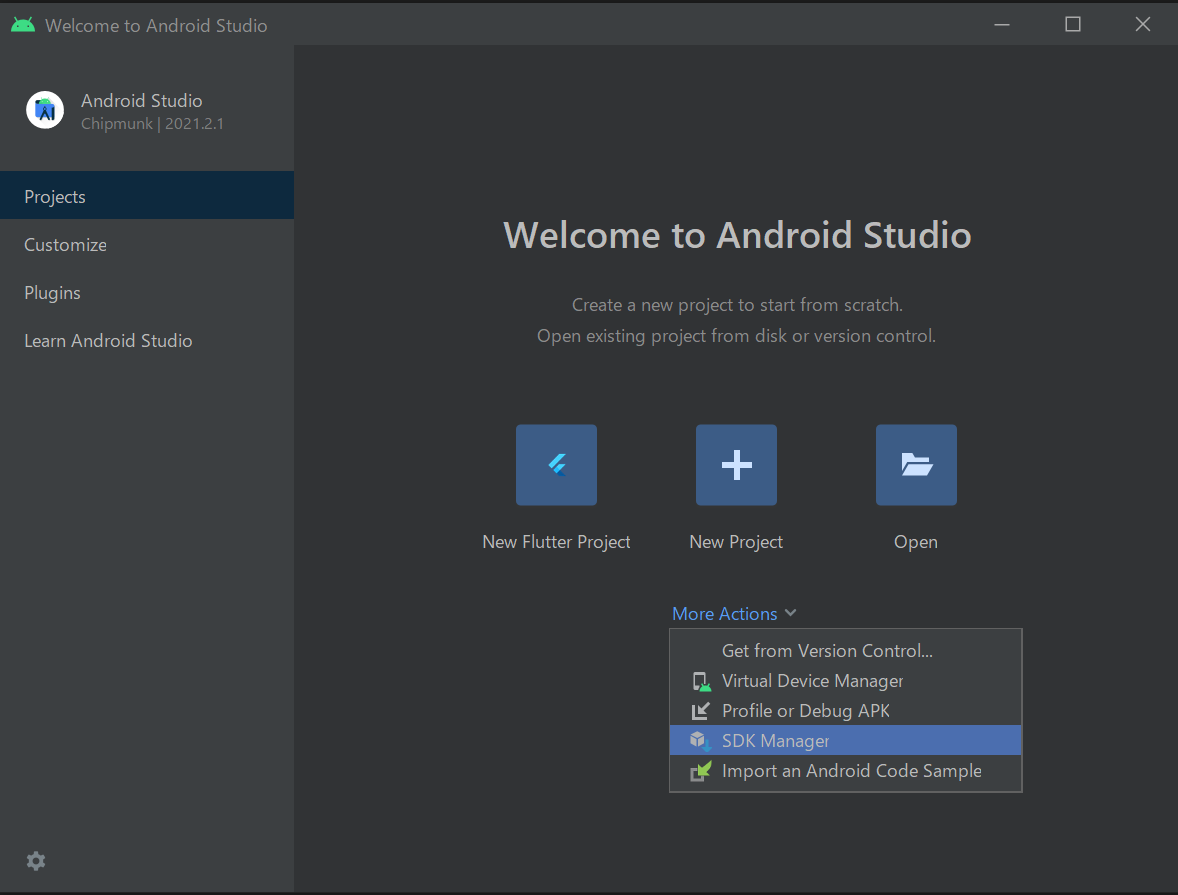 Welcome to Android Studio
Android Studio
Chipmunk | 2021.2.1
Projects
Customize
Plugins
Learn Android Studio
Welcome to Android Studio
Create a new project to start from scratch.
Open existing project from disk or version control.
New Flutter Project
New Project
Open
More Actions
Get from Version Control...
Virtual Device Manager
Profile or Debug APK
SDK Manager
Import an Android Code Sample